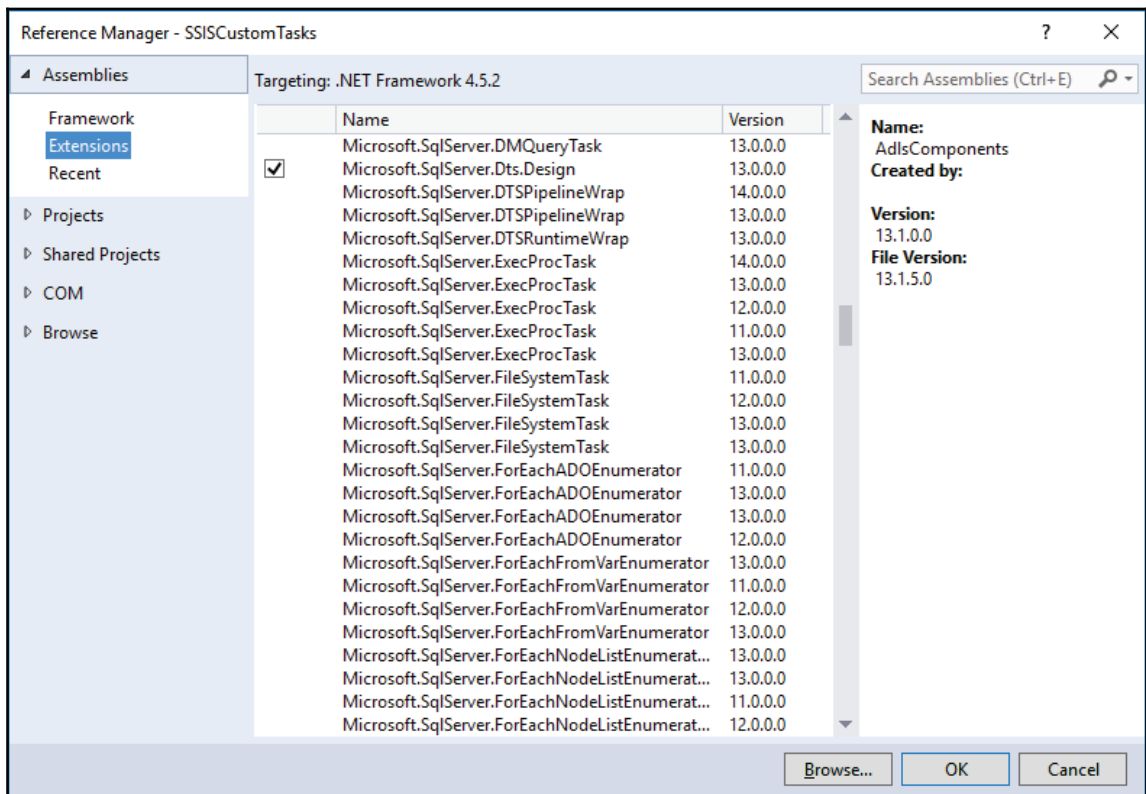 Reference Manager - SSISCustomTasks
Assemblies
Framework
Extensions
Recent
Projects
Shared Projects
COM
Browse
Targeting: .NET Framework 4.5.2
Search Assemblies (Ctrl+E)
Name Version
Microsoft.SqlServer.DMQueryTask 13.0.0.0
Microsoft.SqlServer.Dts.Design 13.0.0.0
Microsoft.SqlServer.DTSPipelineWrap 14.0.0.0
Microsoft.SqlServer.DTSPipelineWrap 13.0.0.0
Microsoft.SqlServer.DTSRuntimeWrap 13.0.0.0
Microsoft.SqlServer.ExecProcTask 14.0.0.0
Microsoft.SqlServer.ExecProcTask 13.0.0.0
Microsoft.SqlServer.ExecProcTask 12.0.0.0
Microsoft.SqlServer.ExecProcTask 11.0.0.0
Microsoft.SqlServer.ExecProcTask 13.0.0.0
Microsoft.SqlServer.FileSystemTask 11.0.0.0
Microsoft.SqlServer.FileSystemTask 12.0.0.0
Microsoft.SqlServer.FileSystemTask 13.0.0.0
Microsoft.SqlServer.FileSystemTask 13.0.0.0
Microsoft.SqlServer.ForEachADOEnumerator 11.0.0.0
Microsoft.SqlServer.ForEachADOEnumerator 13.0.0.0
Microsoft.SqlServer.ForEachADOEnumerator 13.0.0.0
Microsoft.SqlServer.ForEachADOEnumerator 12.0.0.0
Microsoft.SqlServer.ForEachFromVarEnumerator 13.0.0.0
Microsoft.SqlServer.ForEachFromVarEnumerator 11.0.0.0
Microsoft.SqlServer.ForEachFromVarEnumerator 12.0.0.0
Microsoft.SqlServer.ForEachFromVarEnumerator 13.0.0.0
Microsoft.SqlServer.ForEachNodeListEnumerat... 13.0.0.0
Microsoft.SqlServer.ForEachNodeListEnumerat... 13.0.0.0
Microsoft.SqlServer.ForEachNodeListEnumerat... 11.0.0.0
Microsoft.SqlServer.ForEachNodeListEnumerat... 12.0.0.0
Name:
AdlsComponents
Created by:
Version:
13.1.0.0
File Version:
13.1.5.0
Browse... OK Cancel